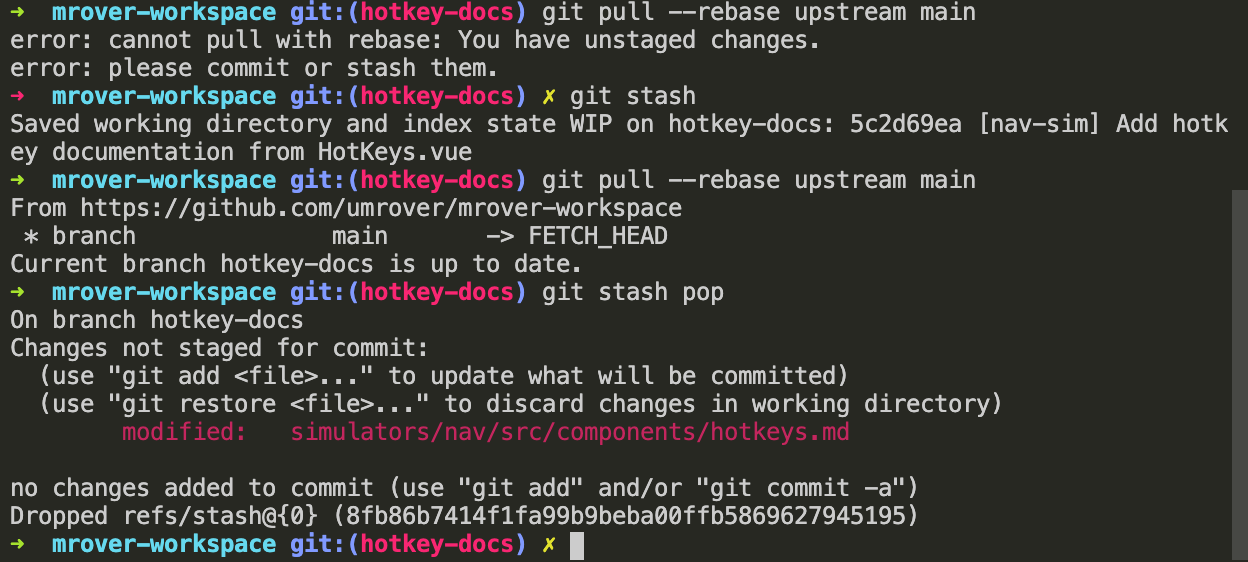 ➜  mrover-workspace git:(hotkey-docs) git pull --rebase upstream main
error: cannot pull with rebase: You have unstaged changes.
error: please commit or stash them.
➜  mrover-workspace git:(hotkey-docs) ✗ git stash
Saved working directory and index state WIP on hotkey-docs: 5c2d69ea [nav-sim] Add hotk
ey documentation from HotKeys.vue
➜  mrover-workspace git:(hotkey-docs) git pull --rebase upstream main
From https://github.com/umrover/mrover-workspace
 * branch              main       -> FETCH_HEAD
Current branch hotkey-docs is up to date.
➜  mrover-workspace git:(hotkey-docs) git stash pop
On branch hotkey-docs
Changes not staged for commit:
  (use "git add <file>..." to update what will be committed)
  (use "git restore <file>..." to discard changes in working directory)
        modified:   simulators/nav/src/components/hotkeys.md

no changes added to commit (use "git add" and/or "git commit -a")
Dropped refs/stash@{0} (8fb86b7414f1fa99b9beba00ffb5869627945195)
➜  mrover-workspace git:(hotkey-docs) ✗